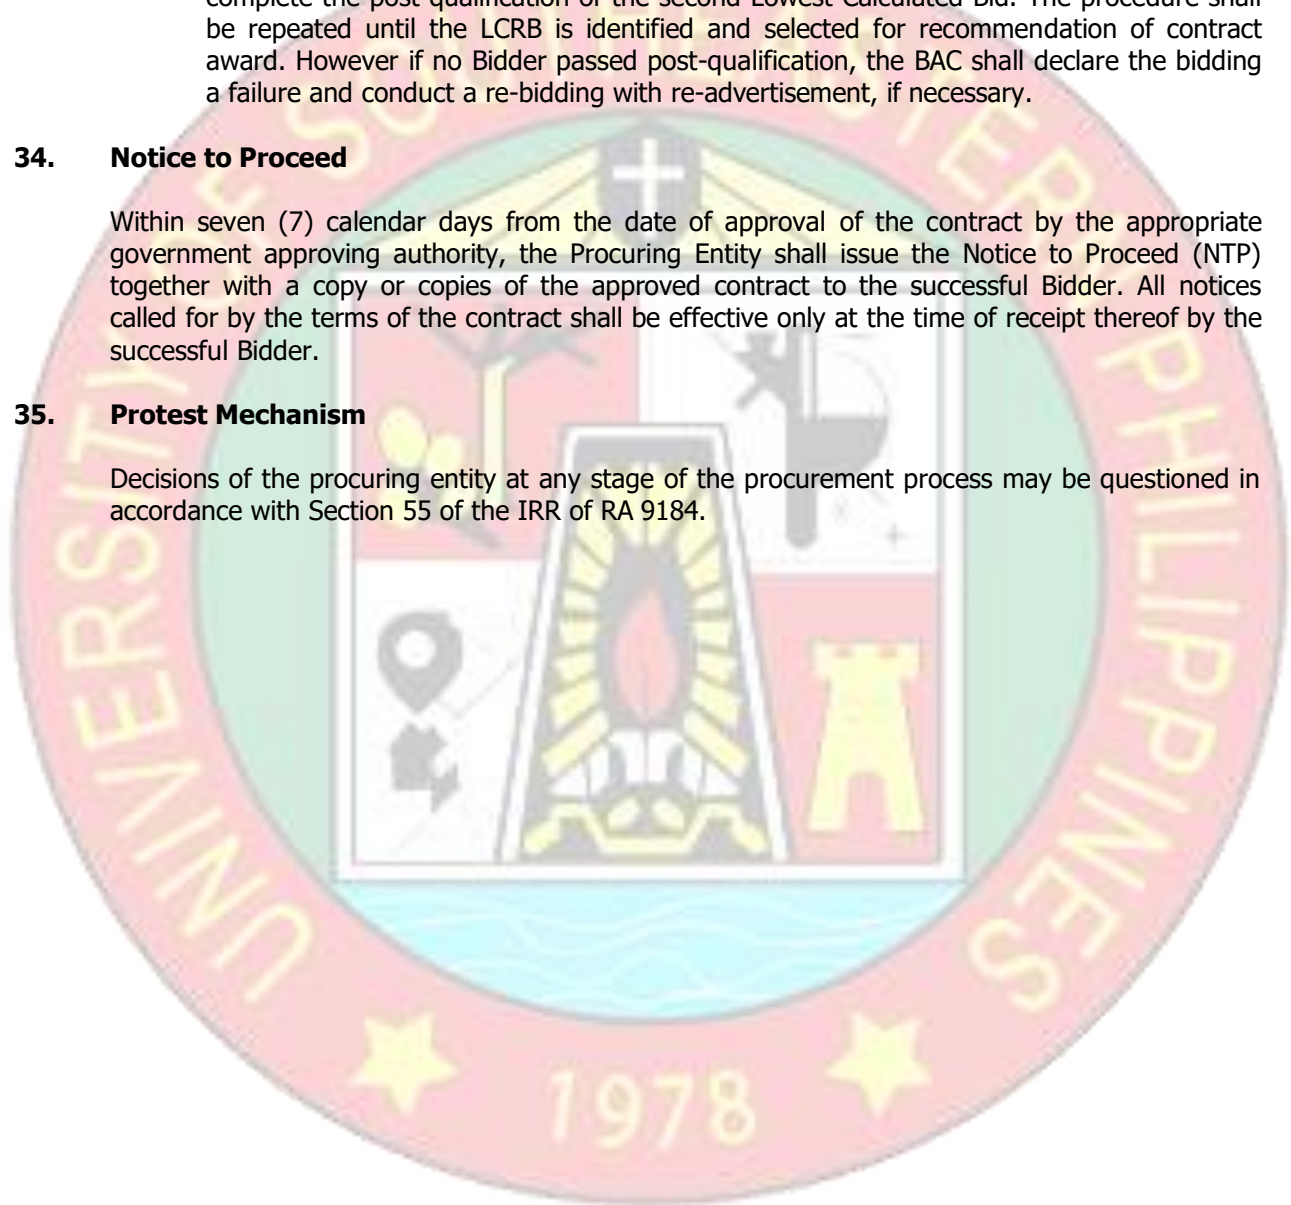 complete the post-qualification of the second Lowest Calculated Bid. The procedure shall
be repeated until the LCRB is identified and selected for recommendation of contract
award. However if no Bidder passed post-qualification, the BAC shall declare the bidding
a failure and conduct a re-bidding with re-advertisement, if necessary.
34. Notice to Proceed
Within seven (7) calendar days from the date of approval of the contract by the appropriate
government approving authority, the Procuring Entity shall issue the Notice to Proceed (NTP)
together with a copy or copies of the approved contract to the successful Bidder. All notices
called for by the terms of the contract shall be effective only at the time of receipt thereof by the
successful Bidder.
35. Protest Mechanism
Decisions of the procuring entity at any stage of the procurement process may be questioned in
accordance with Section 55 of the IRR of RA 9184.
UNIVERSITY OF SOUTHEASTERN PHILIPPINES
1978